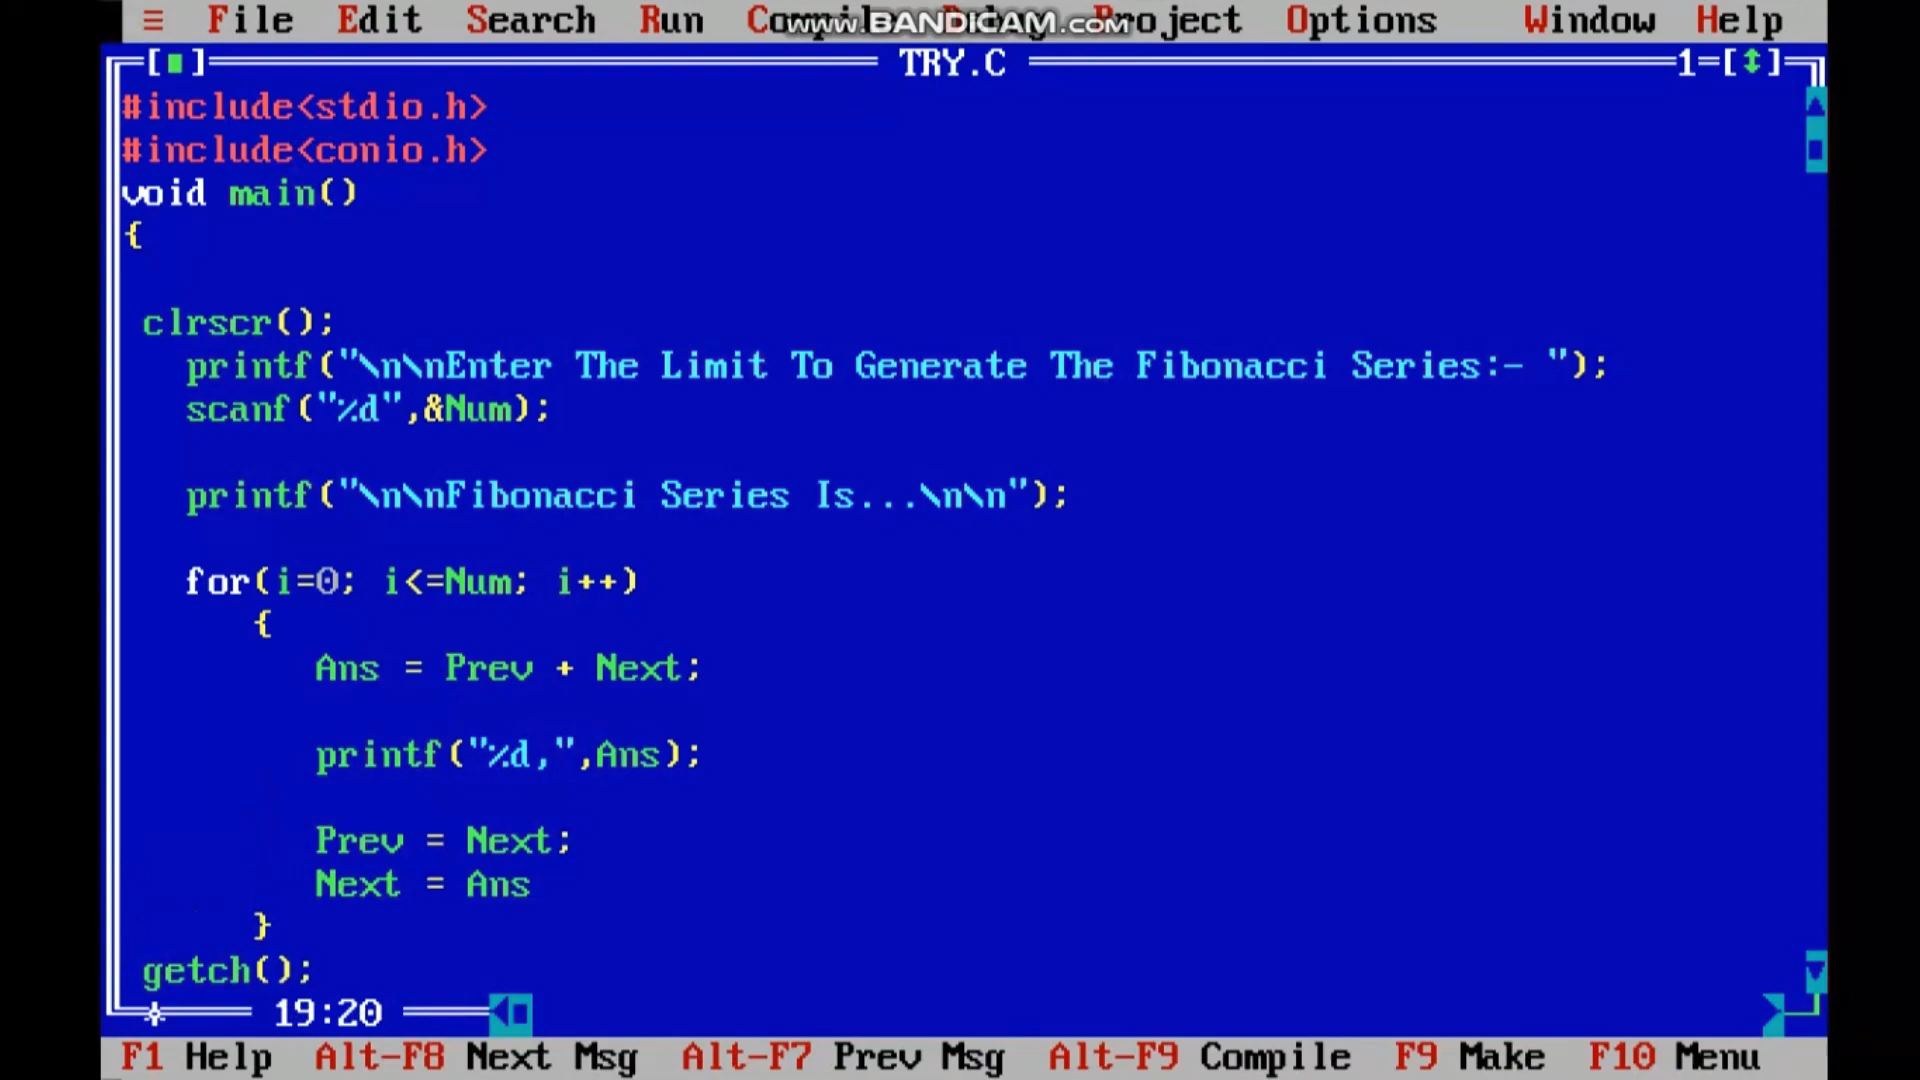 ≡ File Edit Search Run Compile Debug Project Options Window Help
www.BANDICAM.com
[■] TRY.C 1=[↕]
#include<stdio.h>
#include<conio.h>
void main()
{
clrscr();
printf("\n\nEnter The Limit To Generate The Fibonacci Series:- ");
scanf("%d",&Num);
printf("\n\nFibonacci Series Is...\n\n");
for(i=0; i<=Num; i++)
{
Ans = Prev + Next;
printf("%d,",Ans);
Prev = Next;
Next = Ans
}
getch();
19:20
F1 Help Alt-F8 Next Msg Alt-F7 Prev Msg Alt-F9 Compile F9 Make F10 Menu